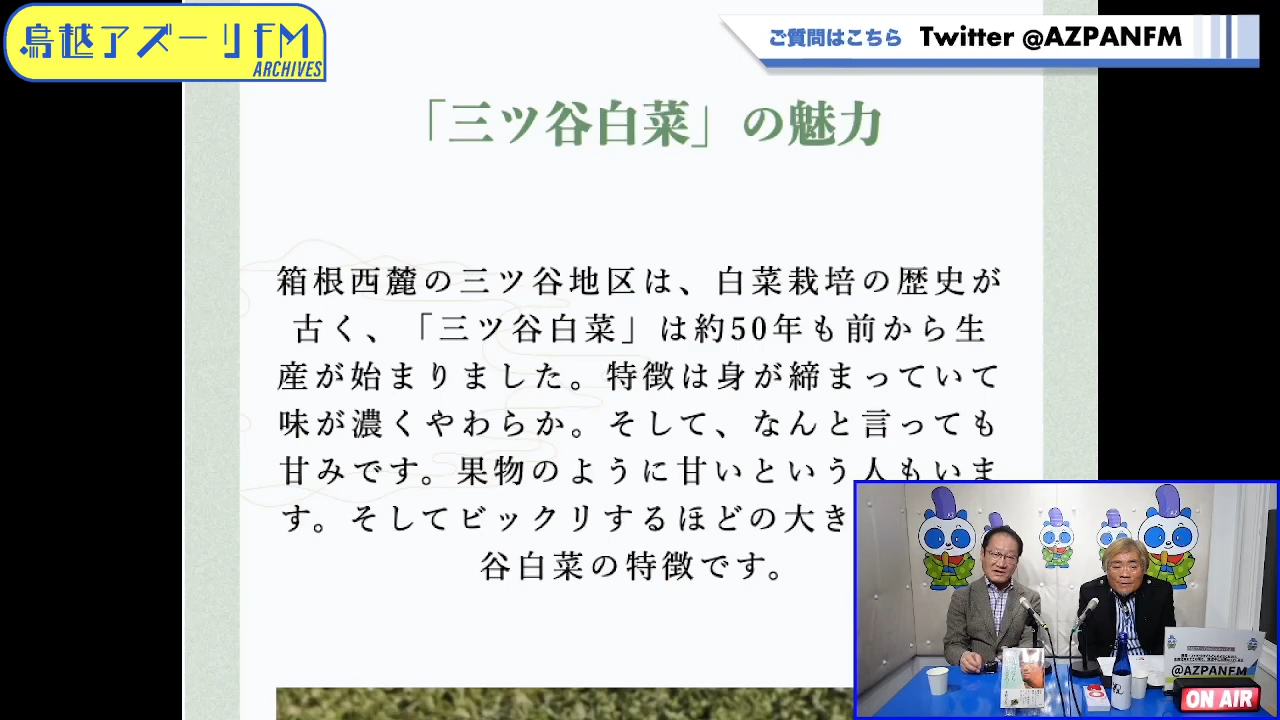 鳥越アズーリFM
ARCHIVES
ご質問はこちら Twitter @AZPANFM
「三ツ谷白菜」の魅力
箱根西麓の三ツ谷地区は、白菜栽培の歴史が
古く、「三ツ谷白菜」は約50年も前から生
産が始まりました。特徴は身が締まっていて
味が濃くやわらか。そして、なんと言っても
甘みです。果物のように甘いという人もいま
す。そしてビックリするほどの大き
谷白菜の特徴です。
@AZPANFM
ON AIR